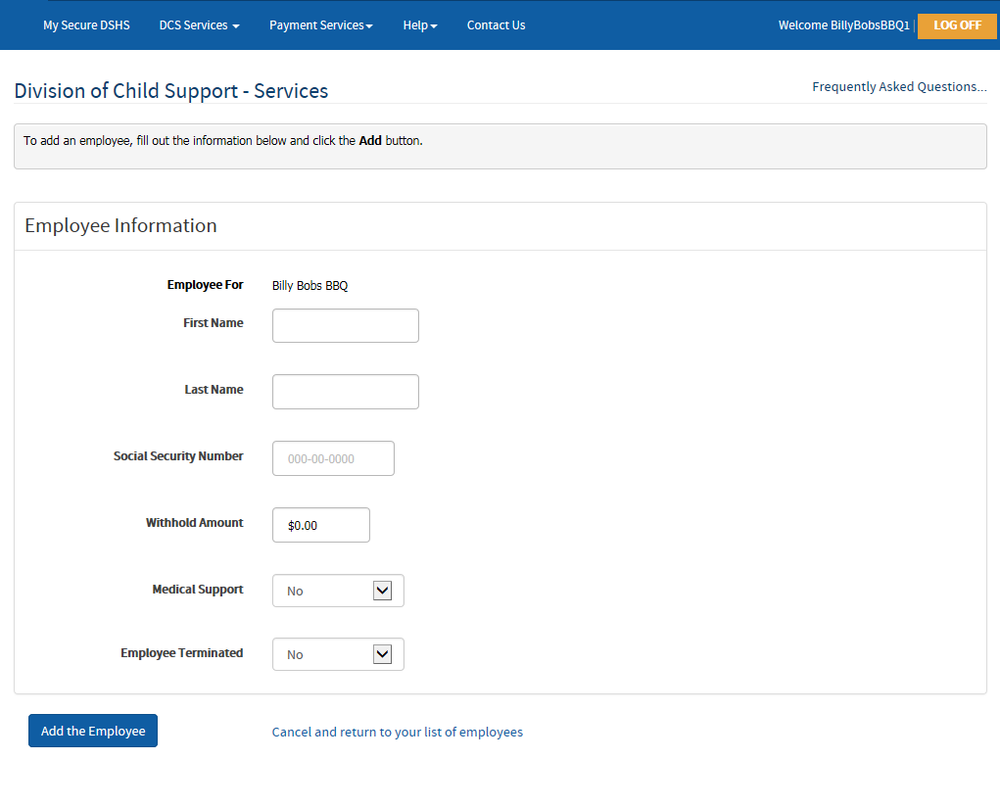 My Secure DSHS DCS Services Payment Services Help Contact Us Welcome BillyBobsBBQ1 | LOG OFF
Division of Child Support - Services Frequently Asked Questions...
To add an employee, fill out the information below and click the Add button.
Employee Information
Employee For Billy Bobs BBQ
First Name
Last Name
Social Security Number 000-00-0000
Withhold Amount $0.00
Medical Support No
Employee Terminated No
Add the Employee Cancel and return to your list of employees